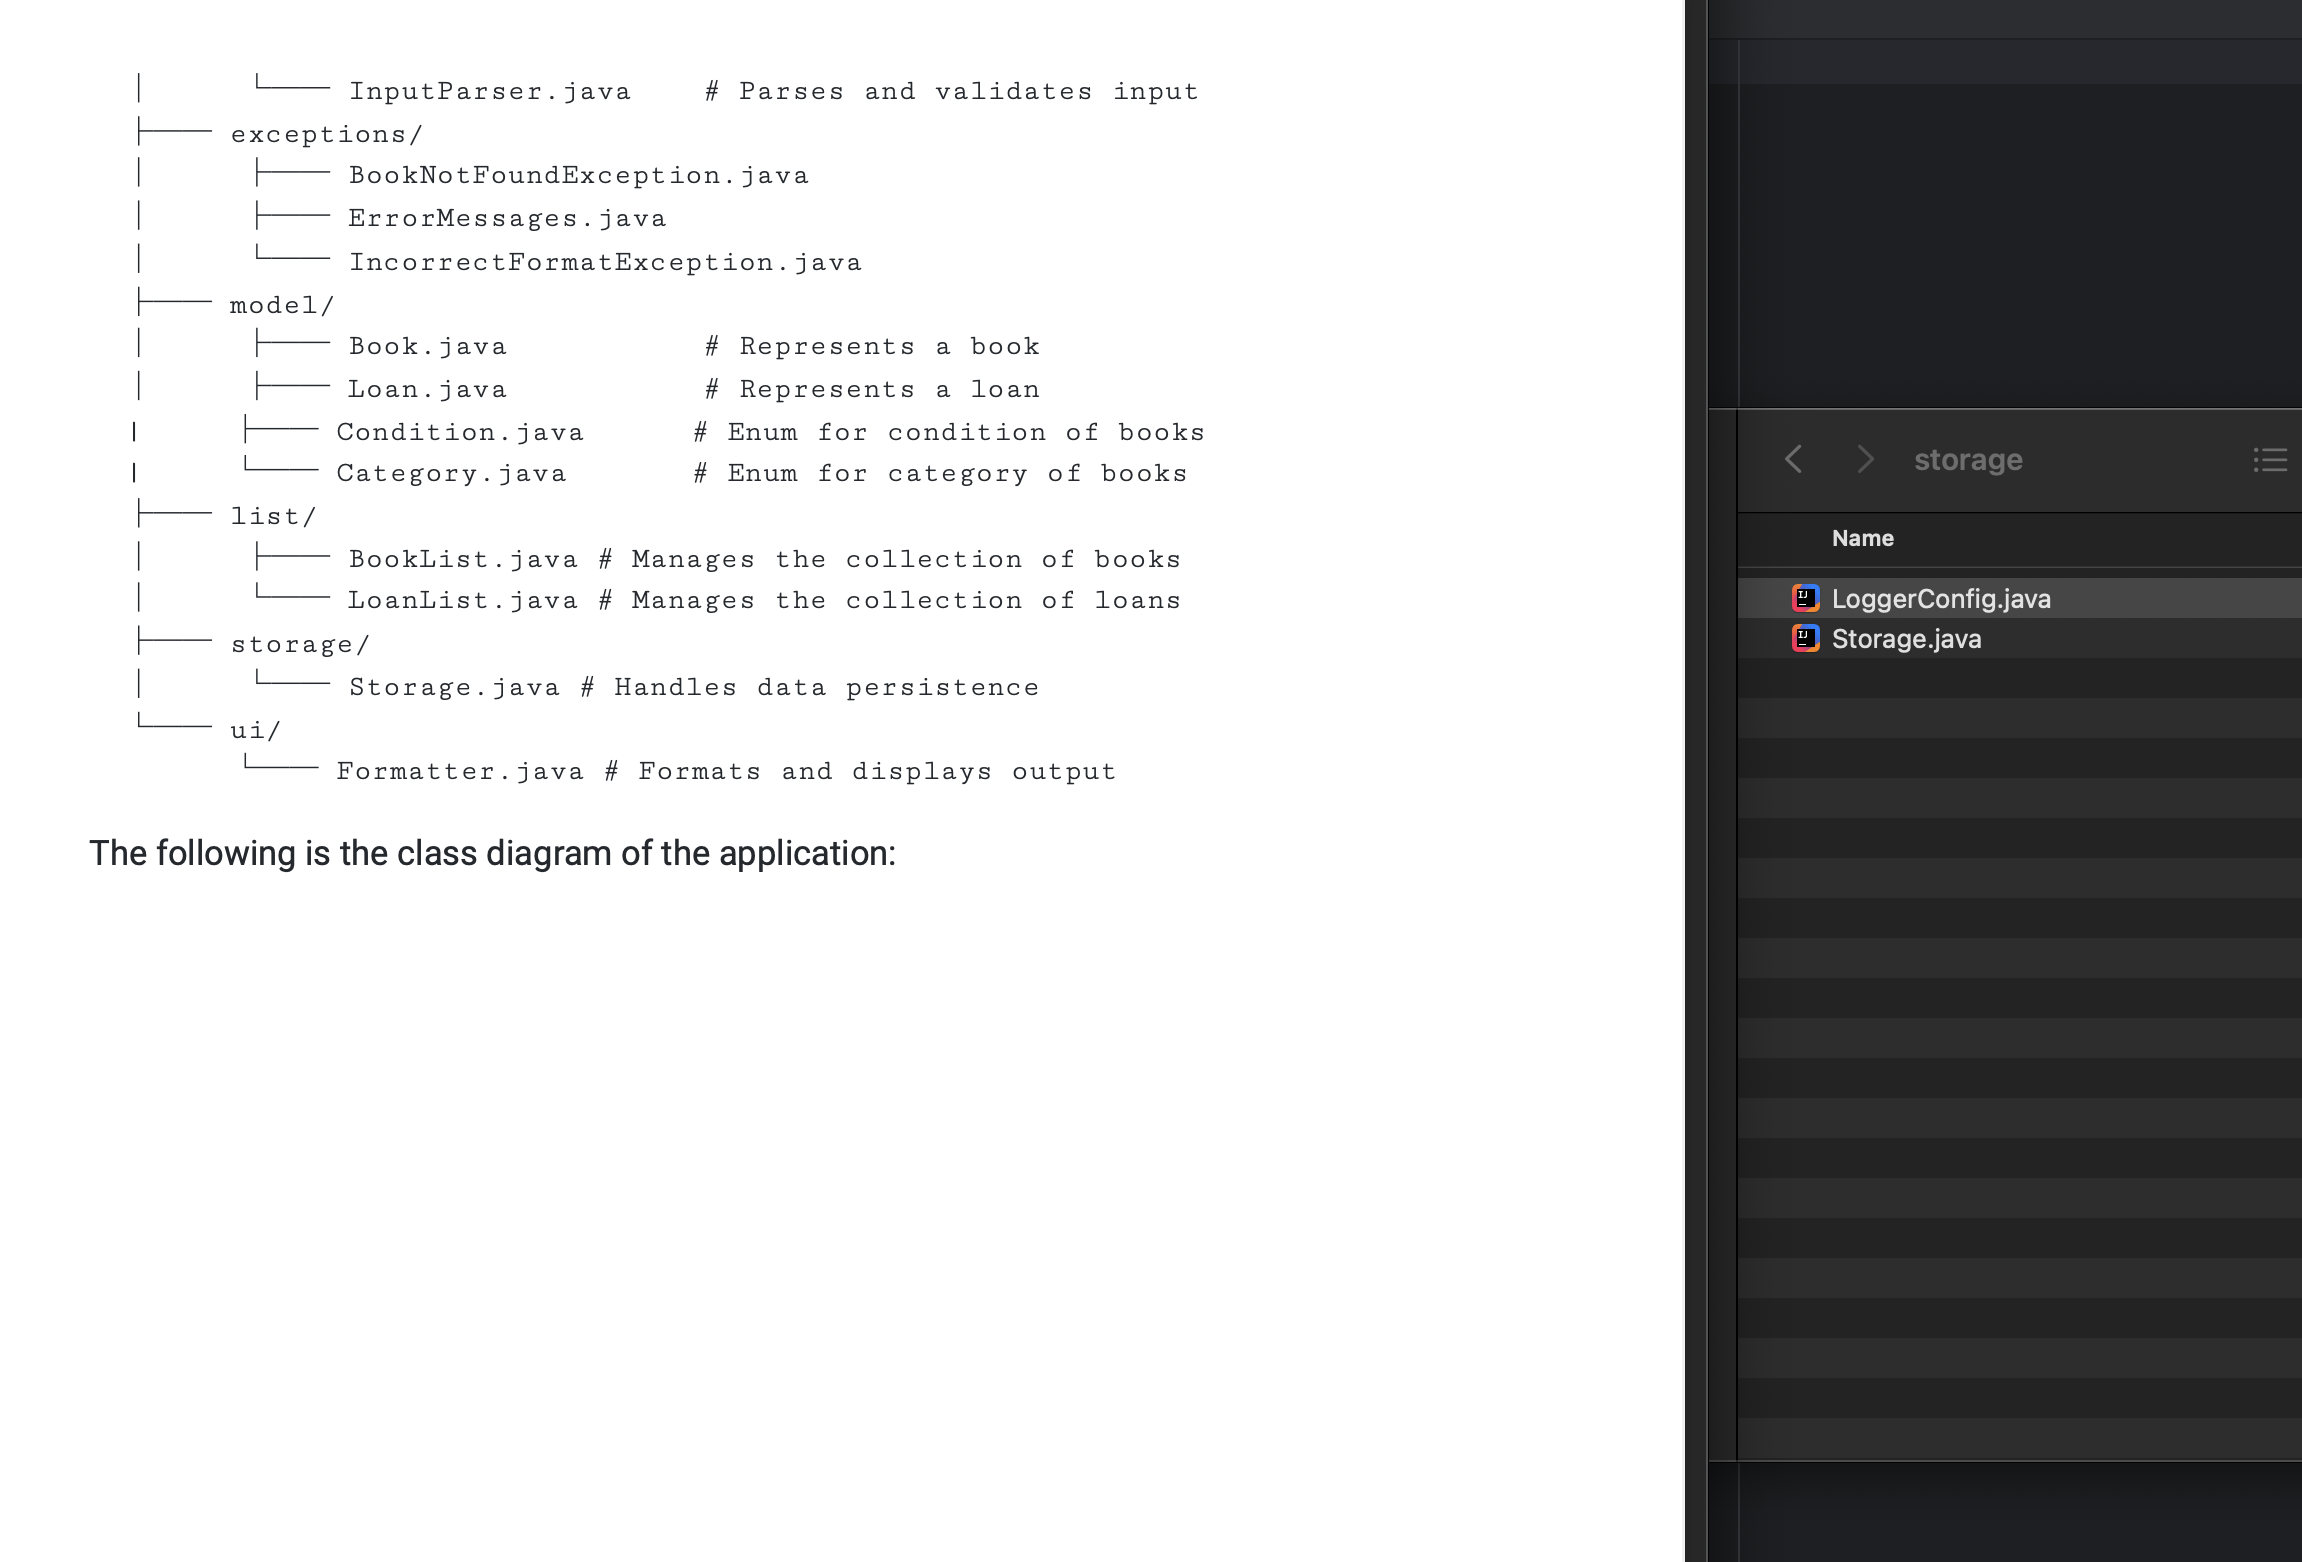 │ └──── InputParser.java # Parses and validates input
├──── exceptions/
│ ├──── BookNotFoundException.java
│ ├──── ErrorMessages.java
│ └──── IncorrectFormatException.java
├──── model/
│ ├──── Book.java # Represents a book
│ ├──── Loan.java # Represents a loan
| ├──── Condition.java # Enum for condition of books
| └──── Category.java # Enum for category of books
├──── list/
│ ├──── BookList.java # Manages the collection of books
│ └──── LoanList.java # Manages the collection of loans
├──── storage/
│ └──── Storage.java # Handles data persistence
└──── ui/
└──── Formatter.java # Formats and displays output
The following is the class diagram of the application:
storage
Name
LoggerConfig.java
Storage.java